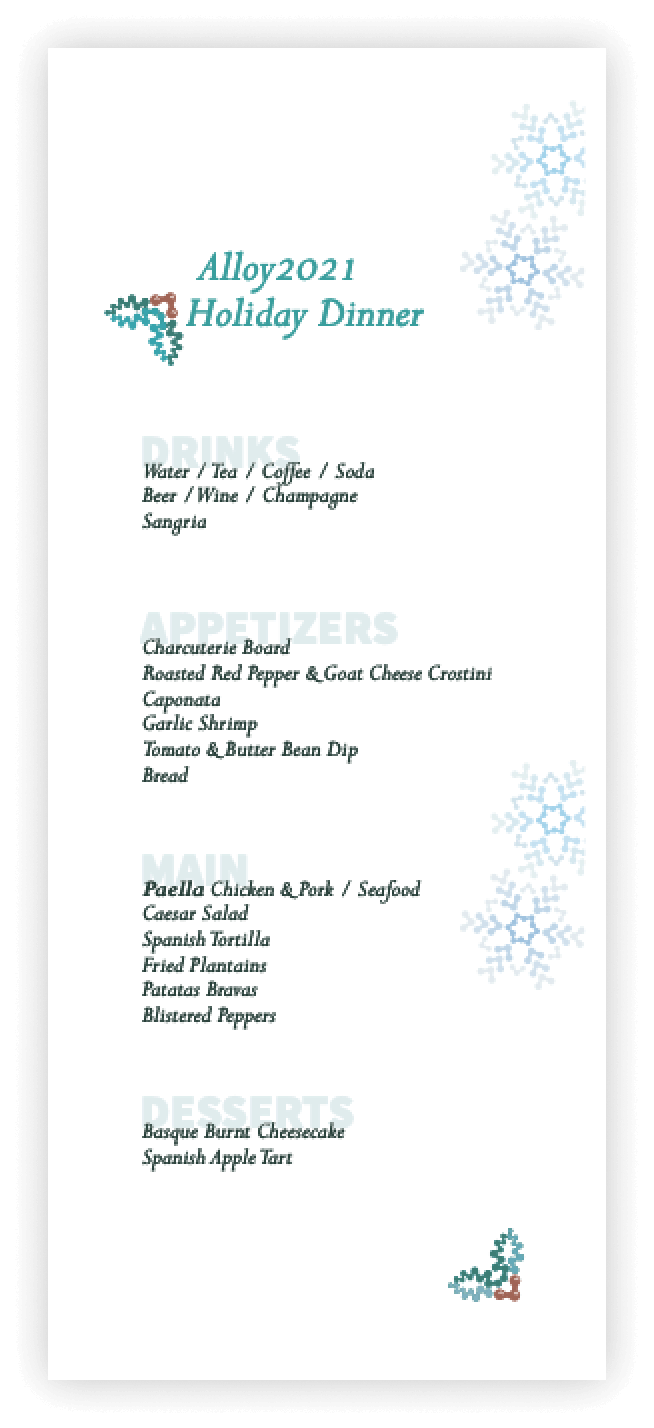 Alloy2021
Holiday Dinner
DRINKS
Water / Tea / Coffee / Soda
Beer / Wine / Champagne
Sangria
APPETIZERS
Charcuterie Board
Roasted Red Pepper & Goat Cheese Crostini
Caponata
Garlic Shrimp
Tomato & Butter Bean Dip
Bread
MAIN
Paella Chicken & Pork / Seafood
Caesar Salad
Spanish Tortilla
Fried Plantains
Patatas Bravas
Blistered Peppers
DESSERTS
Basque Burnt Cheesecake
Spanish Apple Tart